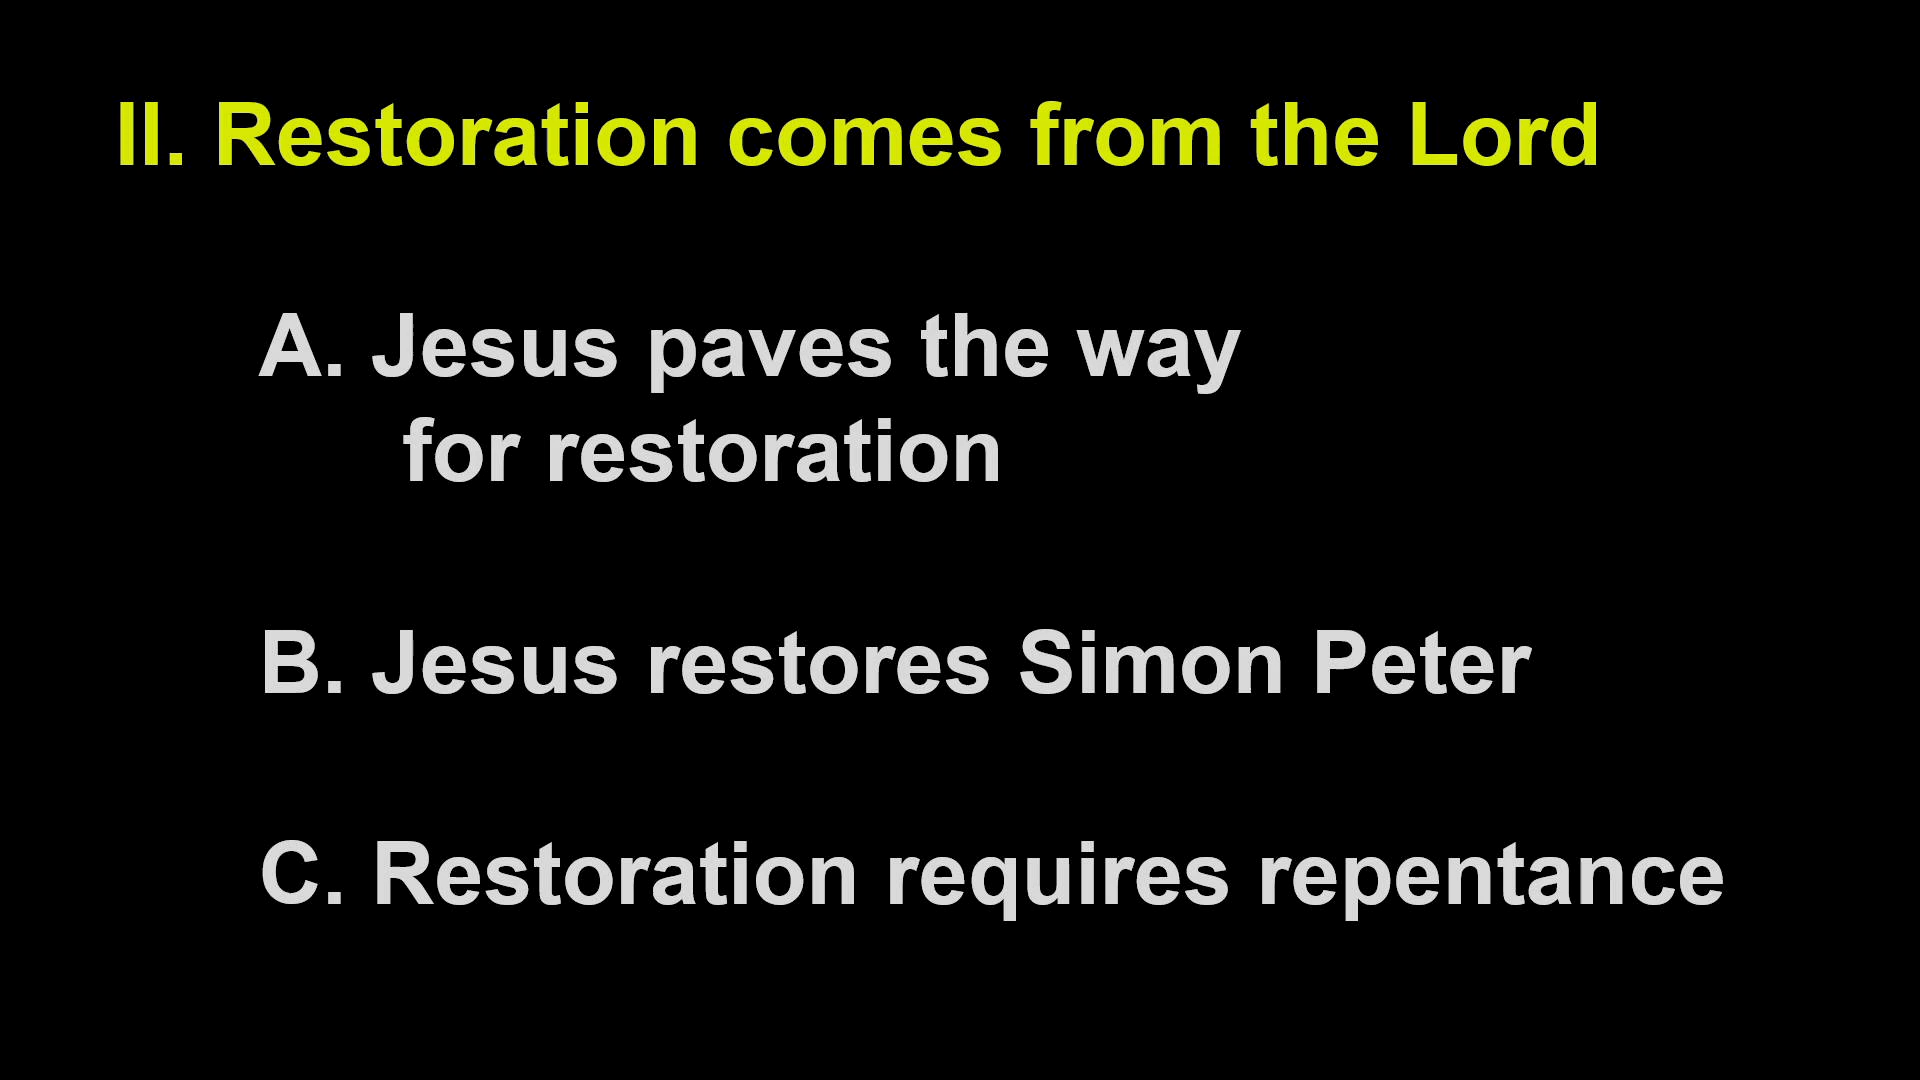 II. Restoration comes from the Lord
A. Jesus paves the way
for restoration
B. Jesus restores Simon Peter
C. Restoration requires repentance